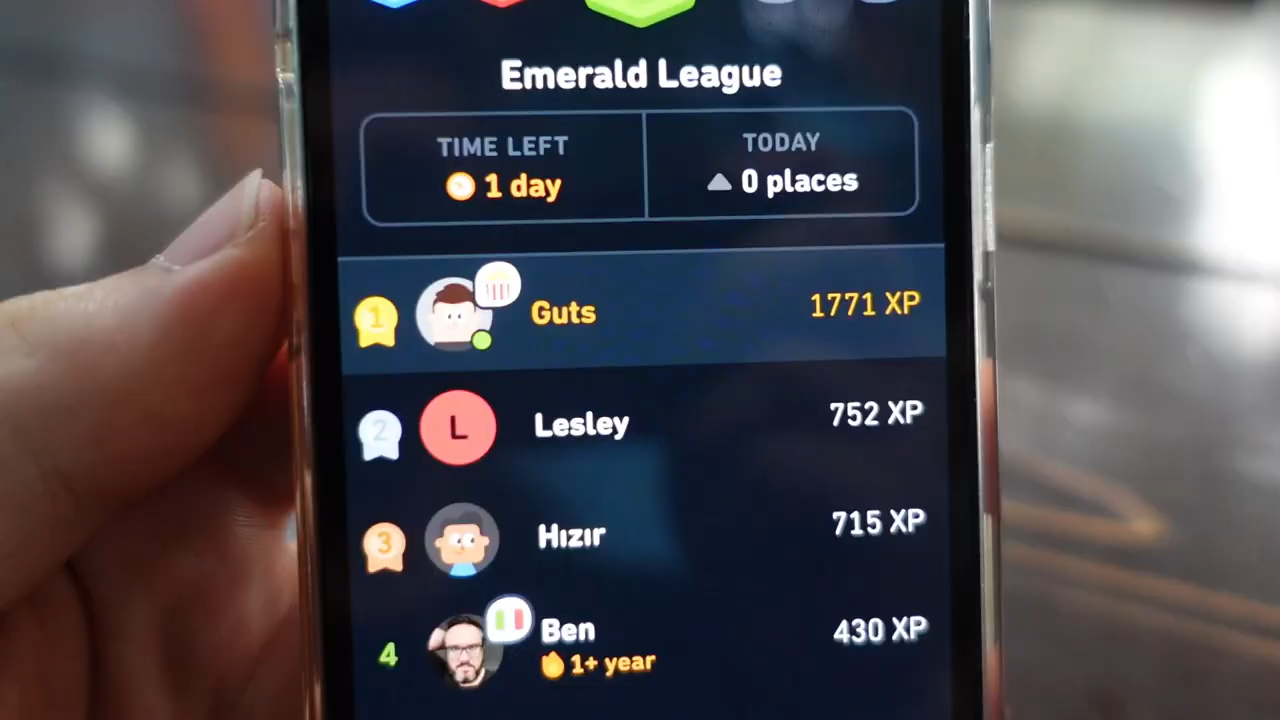 Emerald League
TIME LEFT
1 day
TODAY
0 places
1
Guts
1771 XP
2
L
Lesley
752 XP
3
Hızır
715 XP
4
Ben
1+ year
430 XP